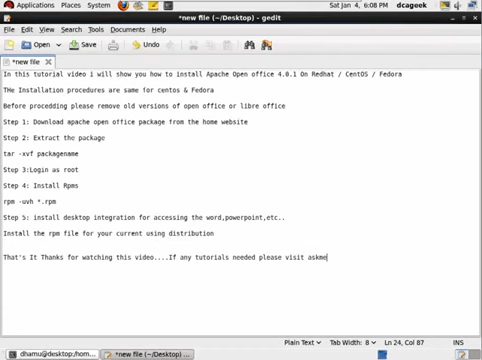 Applications Places System Sat Jan 4, 6:08 PM dcageek
*new file (~/Desktop) - gedit
File Edit View Search Tools Documents Help
Open Save Undo
*new file
In this tutorial video i will show you how to install Apache Open office 4.0.1 On Redhat / CentOS / Fedora
THe Installation procedures are same for centos & Fedora
Before procedding please remove old versions of open office or libre office
Step 1: Download apache open office package from the home website
Step 2: Extract the package
tar -xvf packagename
Step 3:Login as root
Step 4: Install Rpms
rpm -uvh *.rpm
Step 5: install desktop integration for accessing the word,powerpoint,etc..
Install the rpm file for your current using distribution
That's It Thanks for watching this video....If any tutorials needed please visit askme
Plain Text Tab Width: 8 Ln 24, Col 87 INS
dhamu@desktop:/hom... *new file (~/Desktop) ...